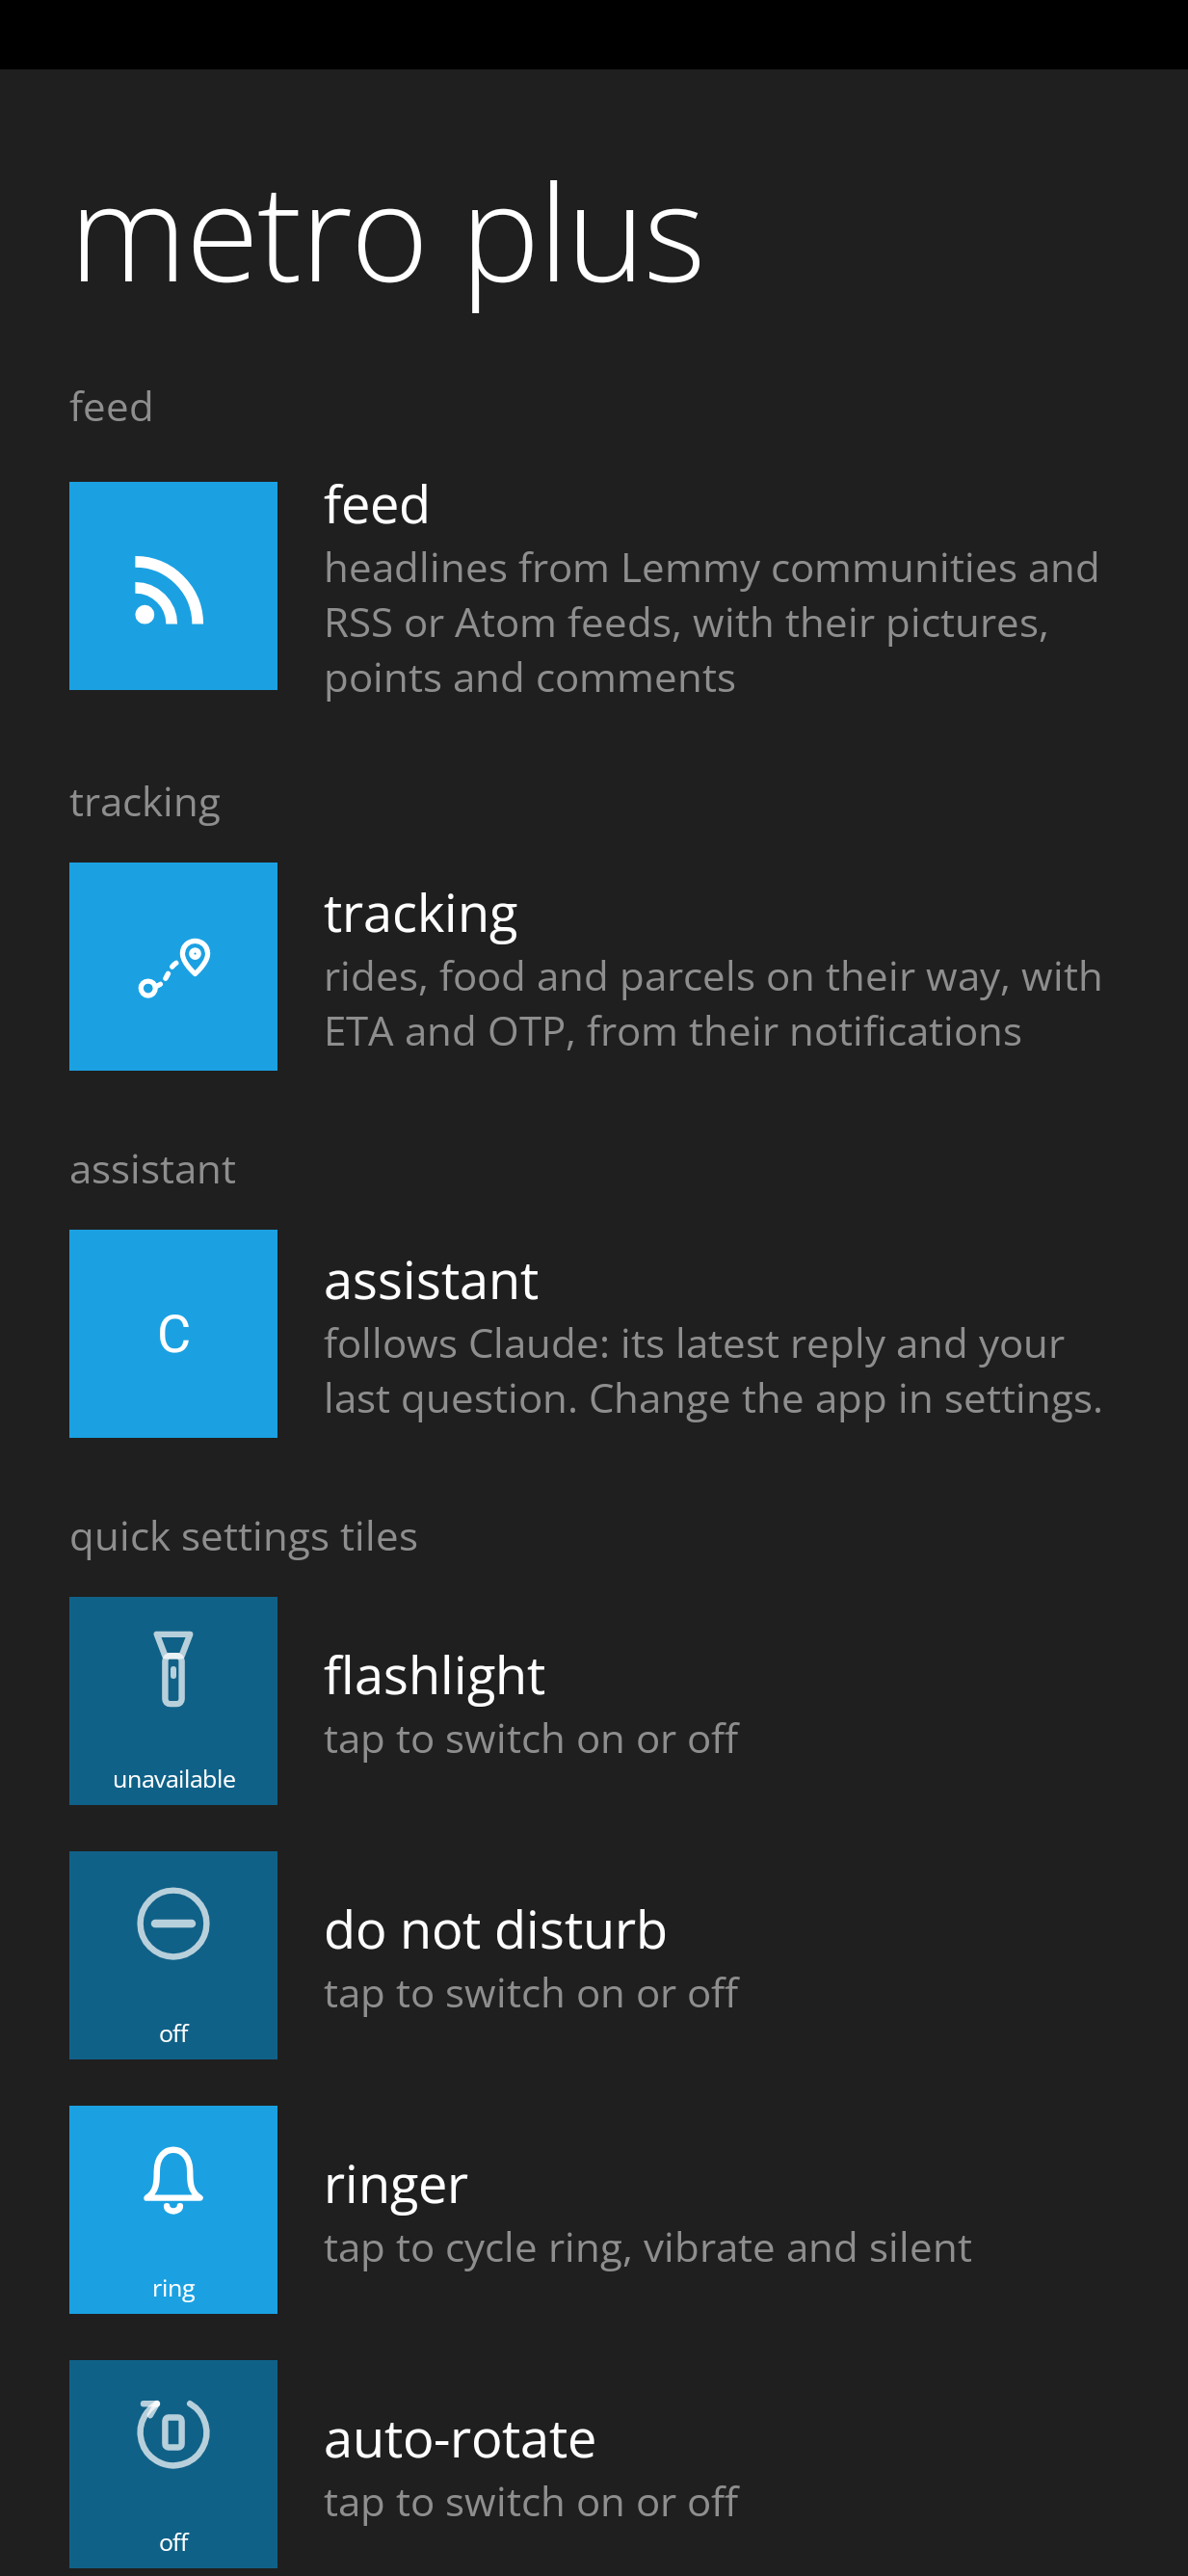 metro plus
feed
feed
headlines from Lemmy communities and
RSS or Atom feeds, with their pictures,
points and comments
tracking
tracking
rides, food and parcels on their way, with
ETA and OTP, from their notifications
assistant
C
assistant
follows Claude: its latest reply and your
last question. Change the app in settings.
quick settings tiles
flashlight
tap to switch on or off
unavailable
do not disturb
tap to switch on or off
off
ringer
tap to cycle ring, vibrate and silent
ring
auto-rotate
tap to switch on or off
off